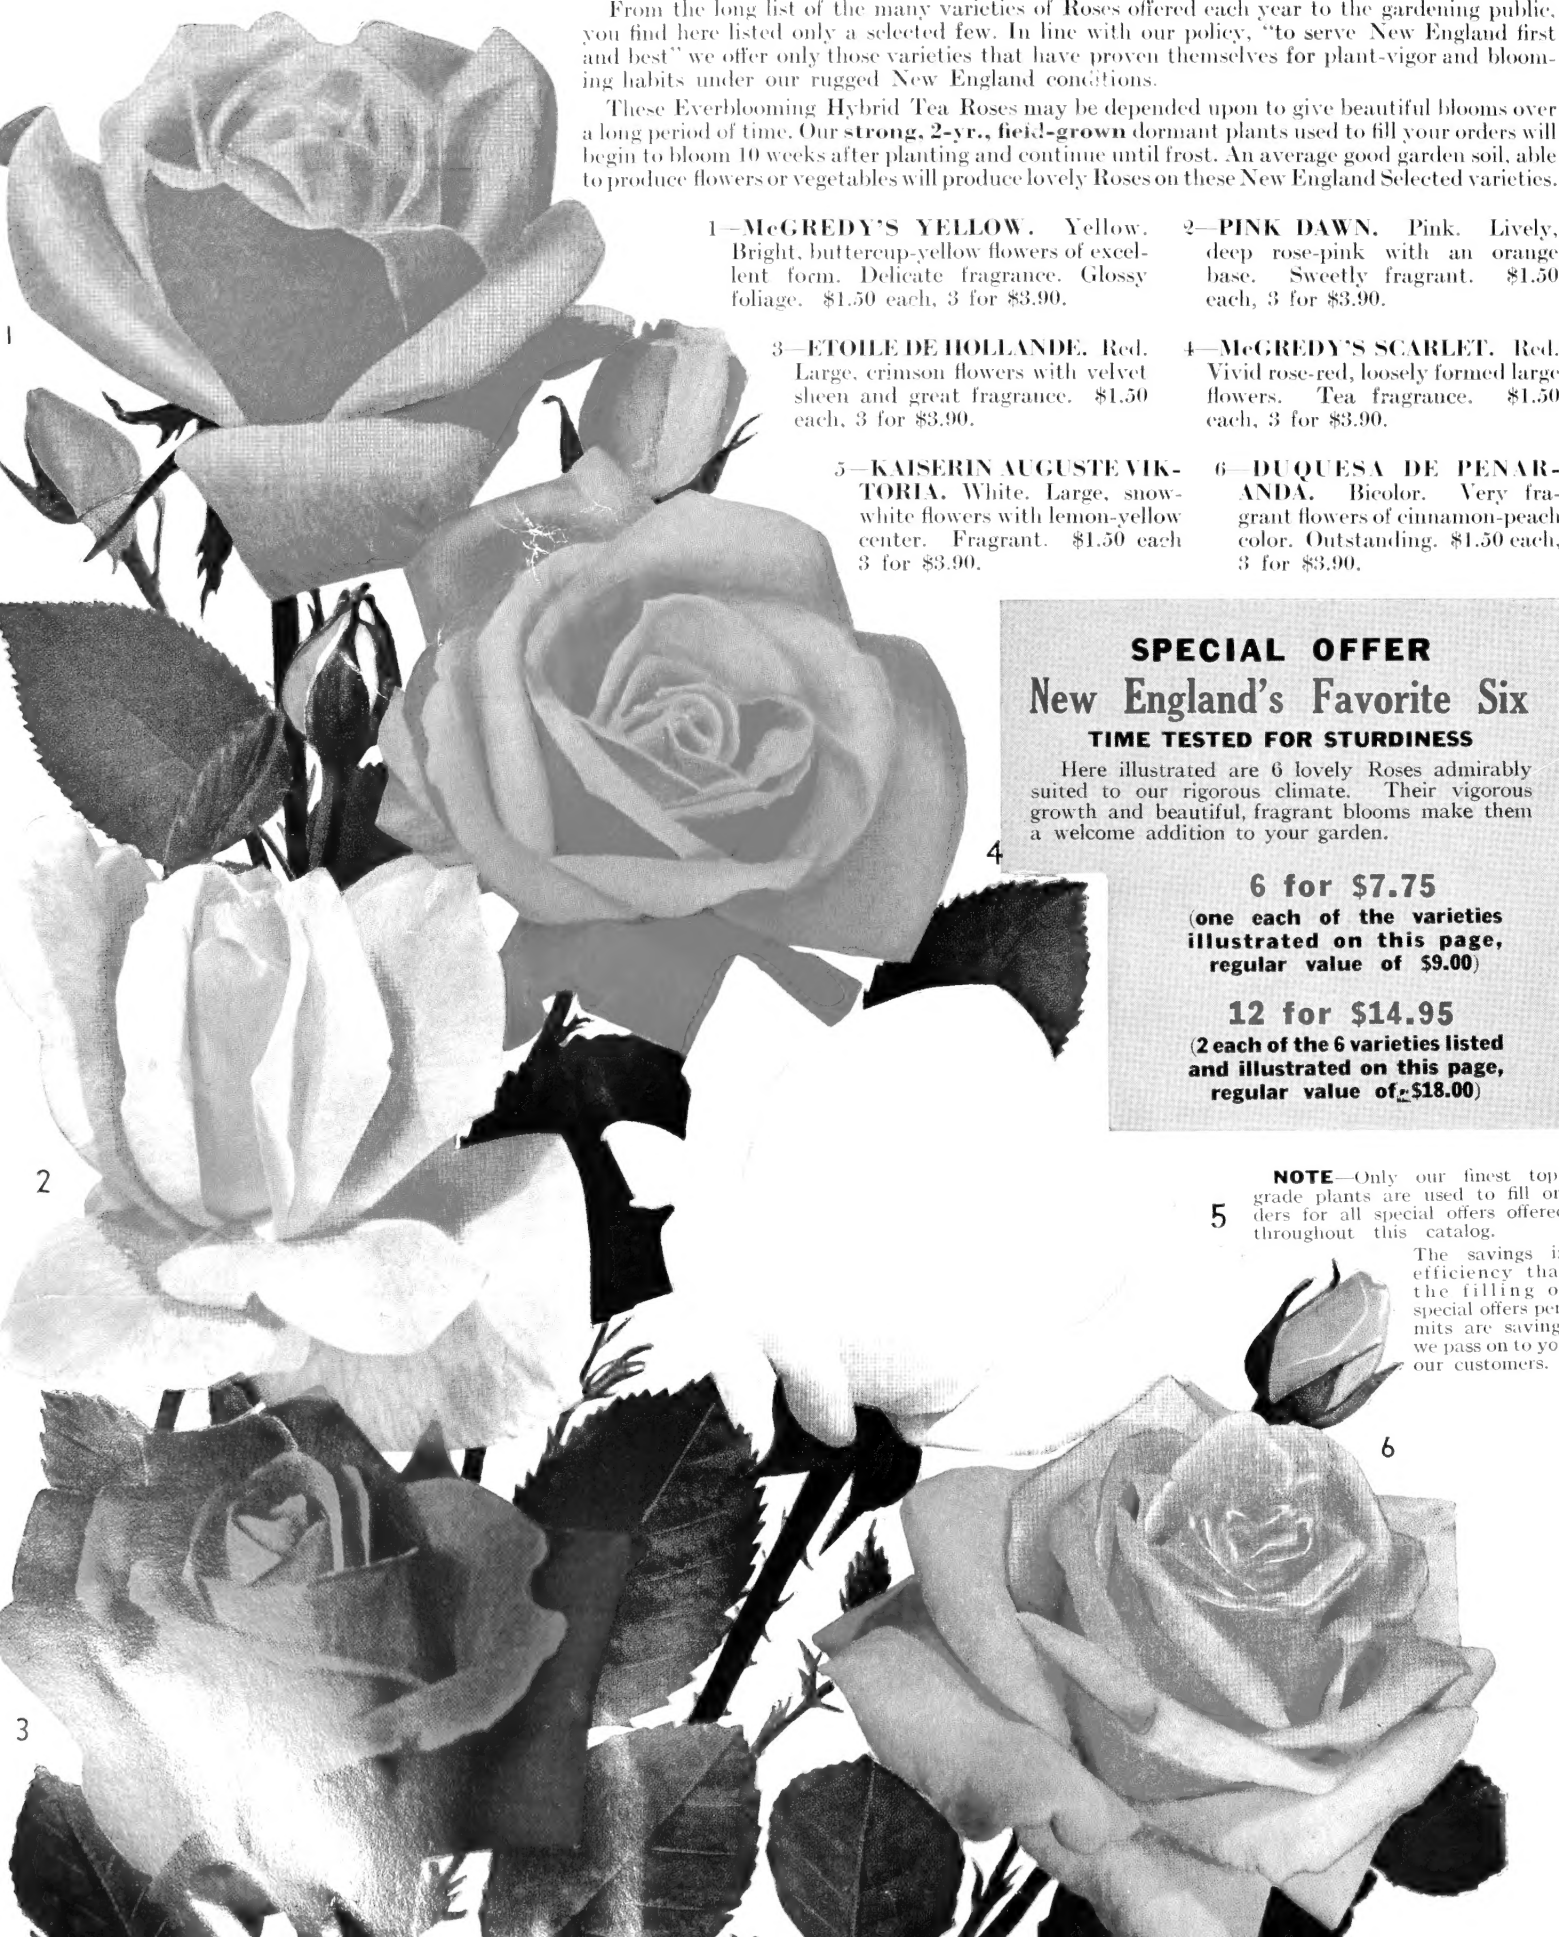 From the long list of the many varieties of Roses offered each year to the gardening public,
you find here listed only a selected few. In line with our policy, "to serve New England first
and best" we offer only those varieties that have proven themselves for plant-vigor and bloom-
ing habits under our rugged New England conditions.
These Everblooming Hybrid Tea Roses may be depended upon to give beautiful blooms over
a long period of time. Our strong, 2-yr., field-grown dormant plants used to fill your orders will
begin to bloom 10 weeks after planting and continue until frost. An average good garden soil, able
to produce flowers or vegetables will produce lovely Roses on these New England Selected varieties.
1—McGREDY'S YELLOW. Yellow.
Bright, buttercup-yellow flowers of excel-
lent form. Delicate fragrance. Glossy
foliage. $1.50 each, 3 for $3.90.
2—PINK DAWN. Pink. Lively,
deep rose-pink with an orange
base. Sweetly fragrant. $1.50
each, 3 for $3.90.
3—ETOILE DE HOLLANDE. Red.
Large, crimson flowers with velvet
sheen and great fragrance. $1.50
each, 3 for $3.90.
4—McGREDY'S SCARLET. Red.
Vivid rose-red, loosely formed large
flowers. Tea fragrance. $1.50
each, 3 for $3.90.
5—KAISERIN AUGUSTE VIK-
TORIA. White. Large, snow-
white flowers with lemon-yellow
center. Fragrant. $1.50 each
3 for $3.90.
6—DUQUESA DE PENAR-
ANDA. Bicolor. Very fra-
grant flowers of cinnamon-peach
color. Outstanding. $1.50 each,
3 for $3.90.
SPECIAL OFFER
New England's Favorite Six
TIME TESTED FOR STURDINESS
Here illustrated are 6 lovely Roses admirably
suited to our rigorous climate. Their vigorous
growth and beautiful, fragrant blooms make them
a welcome addition to your garden.
6 for $7.75
(one each of the varieties
illustrated on this page,
regular value of $9.00)
12 for $14.95
(2 each of the 6 varieties listed
and illustrated on this page,
regular value of $18.00)
NOTE—Only our finest top
grade plants are used to fill or
ders for all special offers offere
throughout this catalog.
The savings i
efficiency tha
the filling o
special offers per
mits are saving
we pass on to yo
our customers.
1
4
2
5
6
3